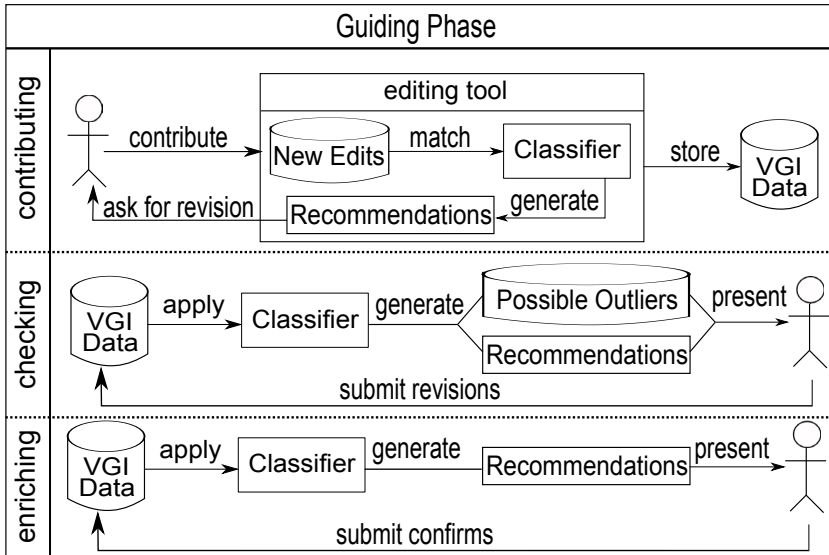 Guiding Phase
contributing
editing tool
contribute
New Edits
match
Classifier
store
VGI
Data
ask for revision
Recommendations
generate
checking
VGI
Data
apply
Classifier
generate
Possible Outliers
Recommendations
present
submit revisions
enriching
VGI
Data
apply
Classifier
generate
Recommendations
present
submit confirms